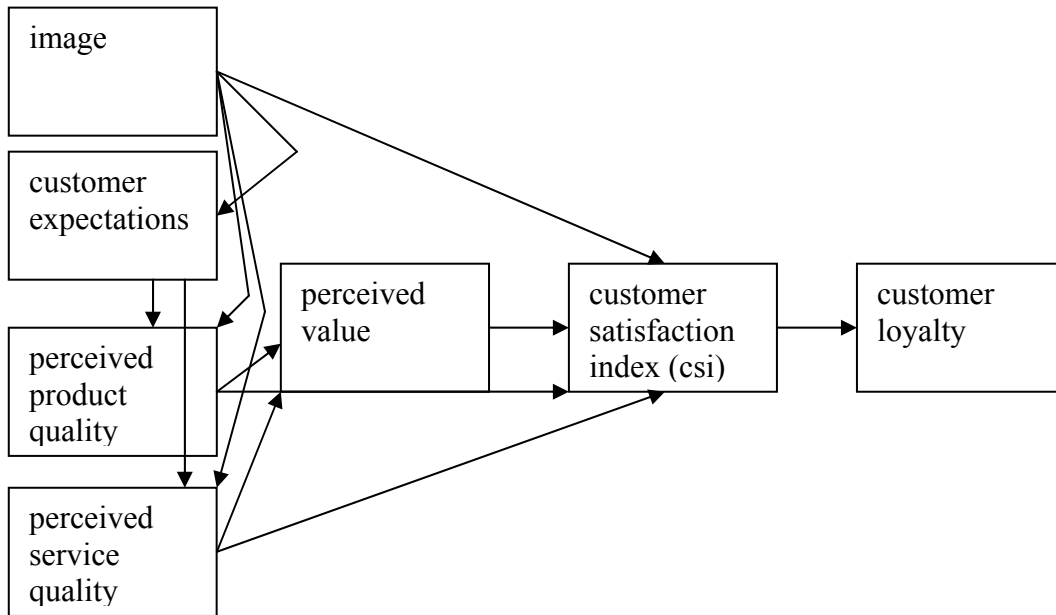 image
customer
expectations
perceived
product
quality
perceived
service
quality
perceived
value
customer
satisfaction
index (csi)
customer
loyalty